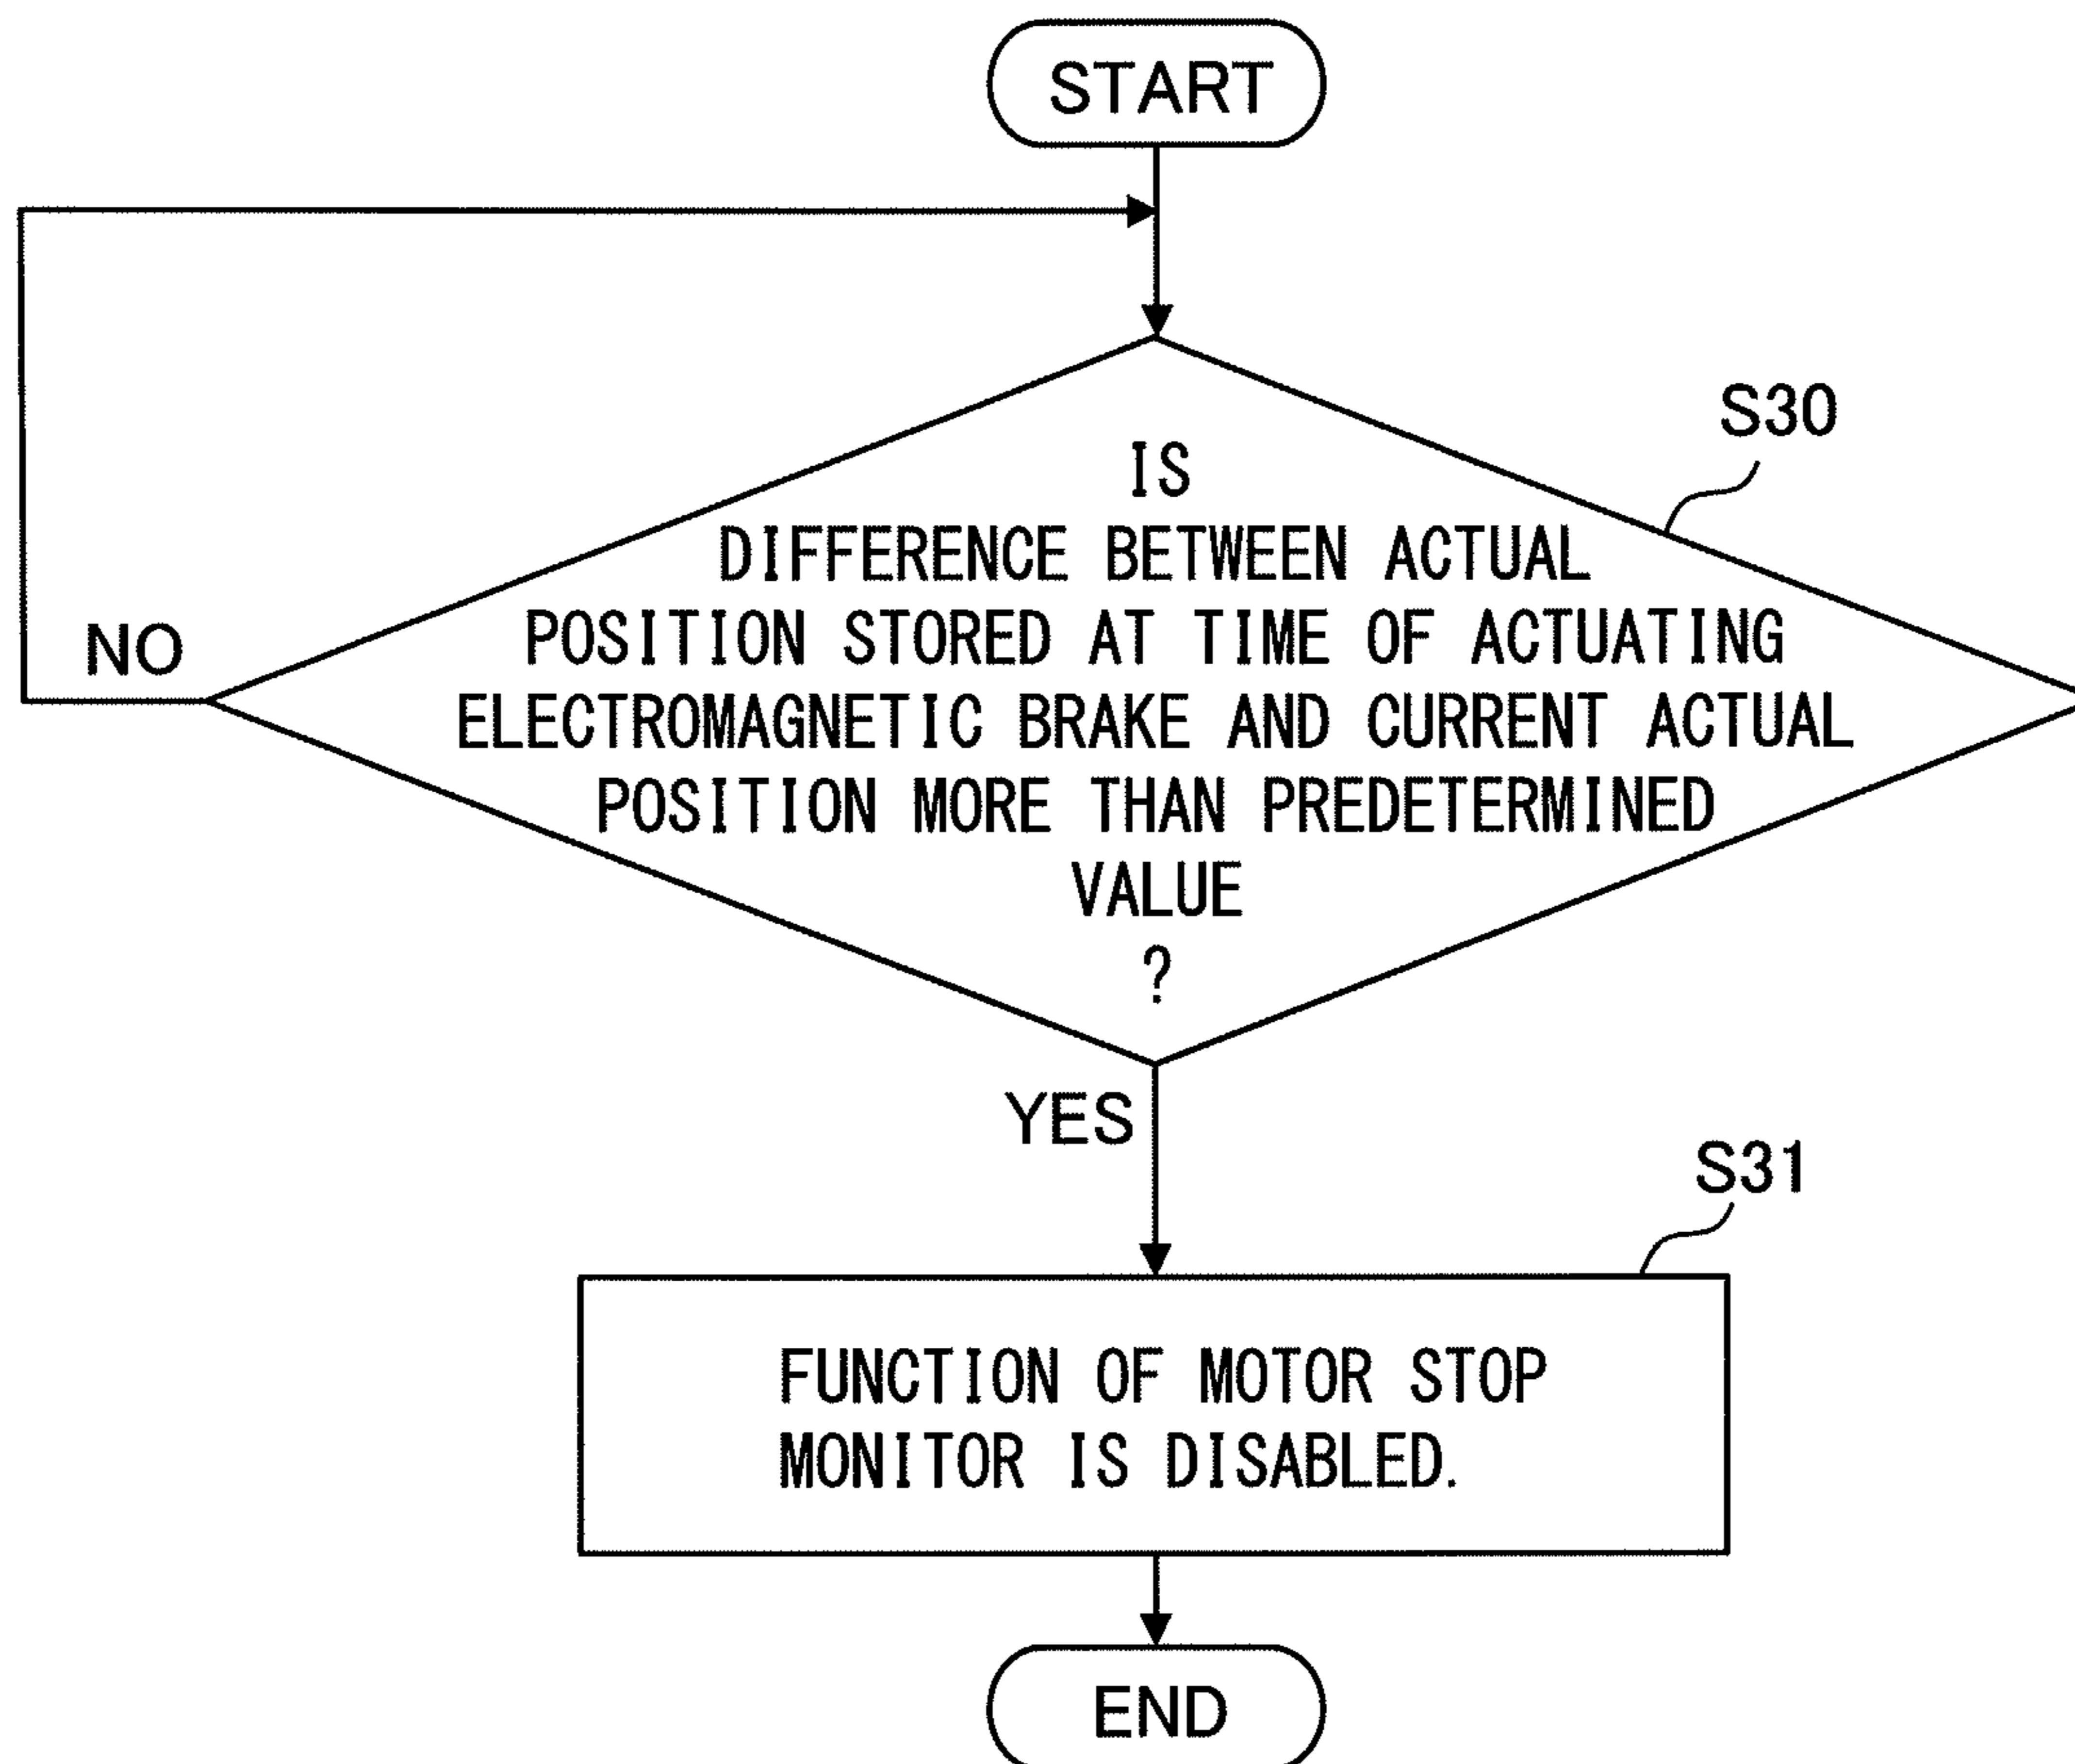 START
S30
IS
DIFFERENCE BETWEEN ACTUAL
POSITION STORED AT TIME OF ACTUATING
ELECTROMAGNETIC BRAKE AND CURRENT ACTUAL
POSITION MORE THAN PREDETERMINED
VALUE
?
NO
YES
S31
FUNCTION OF MOTOR STOP
MONITOR IS DISABLED.
END